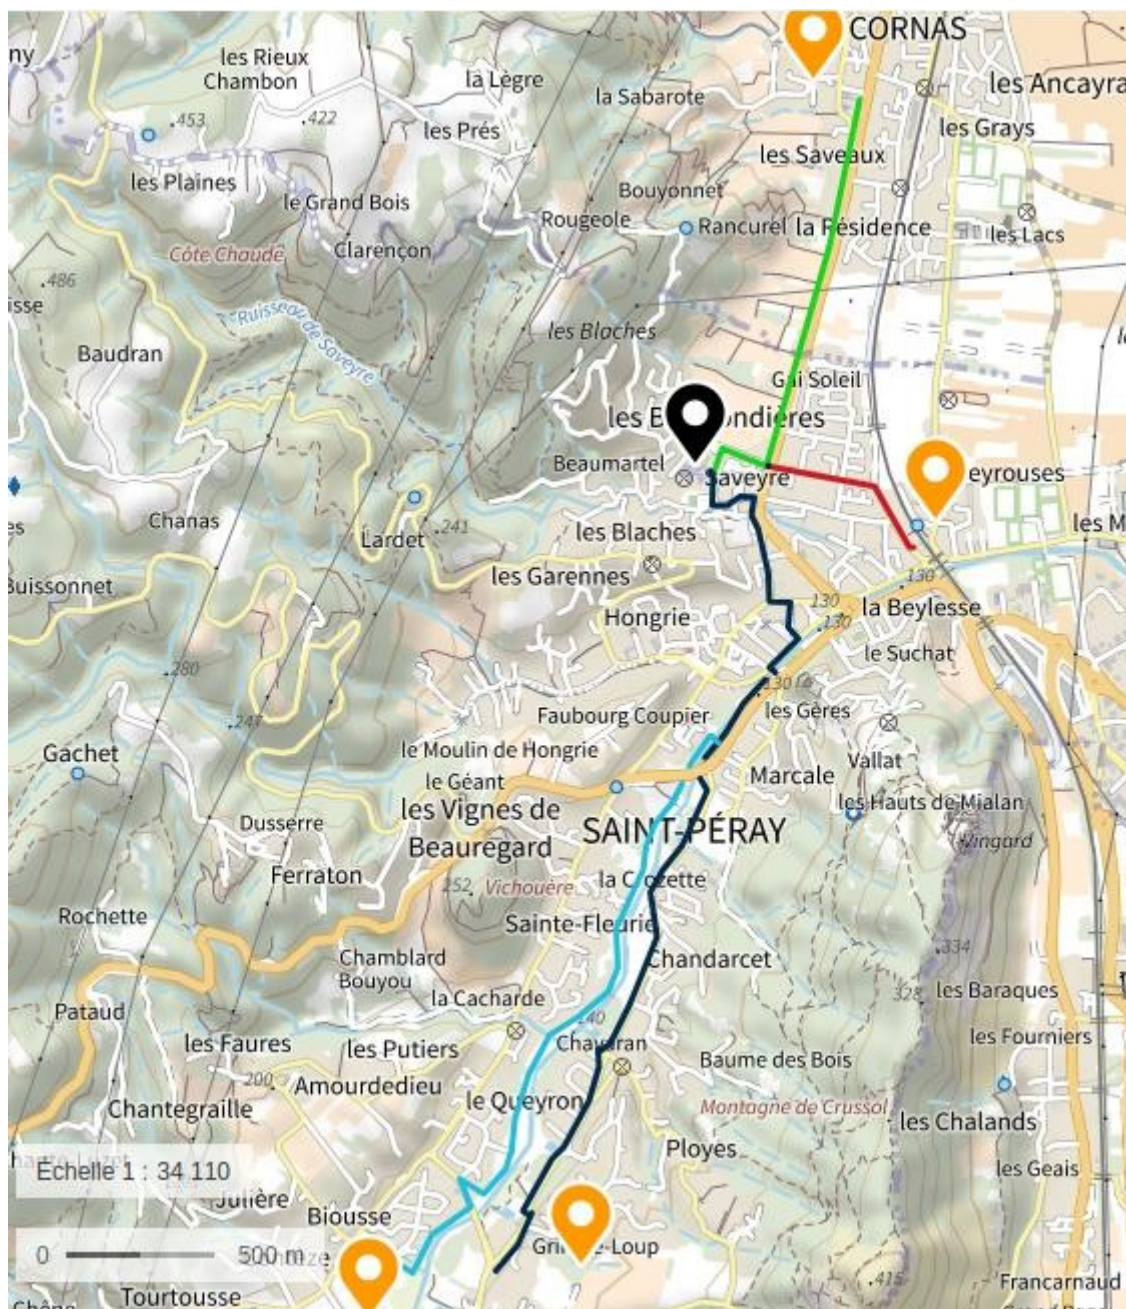 CORNAS
les Rieux
Chambon
la Lègre
les Ancayra
la Sabarote
.453
.422
les Prés
les Grays
les Saveaux
les Plaines
le Grand Bois
Bouyonnet
Rougeole
Rancurel
la Résidence
les Lacs
Côte Chaude
Clarençon
.486
isse
Ruisseau de Saveyre
les Blaches
Baudran
Gai Soleil
Beaumartel
Saveyre
eyrouses
Chanas
.241
Lardet
les Blaches
les M
Buissonnet
les Garennes
130
130
130
la Beylesse
Hongrie
le Suchat
.280
130
Faubourg Coupier
les Gères
.247
Gachet
le Moulin de Hongrie
le Géant
Marcale
Vallat
les Vignes de
Beauregard
les Hauts de Mialan
Dusserre
SAINT-PÉRAY
Vingard
Ferraton
252
Vichouère
la Crozette
Rochette
Sainte-Fleurie
.334
Chamblard
Bouyou
Chandarcet
328
les Baraques
Pataud
la Cacharde
les Fourniers
les Faures
les Putiers
Chavaran
Baume des Bois
200
Amourdedieu
Chantegraille
le Queyron
Montagne de Crussol
les Chalands
Ployes
Échelle 1 : 34 110
les Geais
Julière
Biousse
0
500 m
Tourtousse
.415
Francarnaud